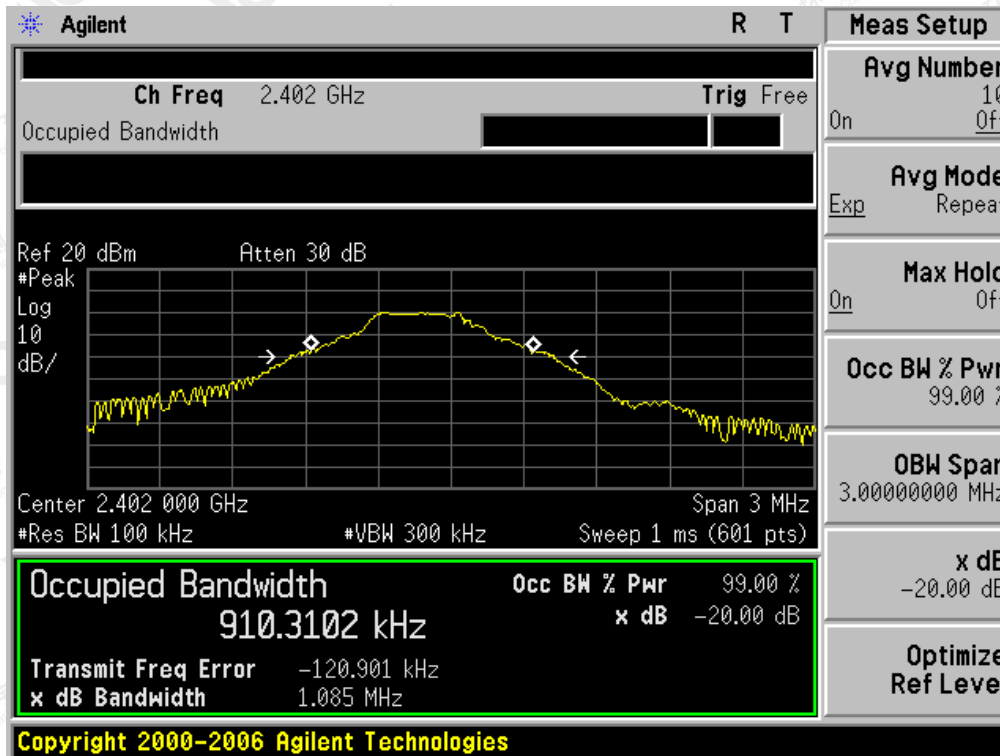 Agilent R T
Ch Freq 2.402 GHz Trig Free
Occupied Bandwidth
Ref 20 dBm Atten 30 dB
#Peak
Log
10
dB/
Center 2.402 000 GHz Span 3 MHz
#Res BW 100 kHz #VBW 300 kHz Sweep 1 ms (601 pts)
Occupied Bandwidth Occ BW % Pwr 99.00 %
910.3102 kHz x dB -20.00 dB
Transmit Freq Error -120.901 kHz
x dB Bandwidth 1.085 MHz
Copyright 2000-2006 Agilent Technologies
Meas Setup
Avg Number
10
On Of
Avg Mode
Exp Repea
Max Hold
On Of
Occ BW % Pwr
99.00 %
OBW Span
3.00000000 MHz
x dB
-20.00 dB
Optimize
Ref Leve